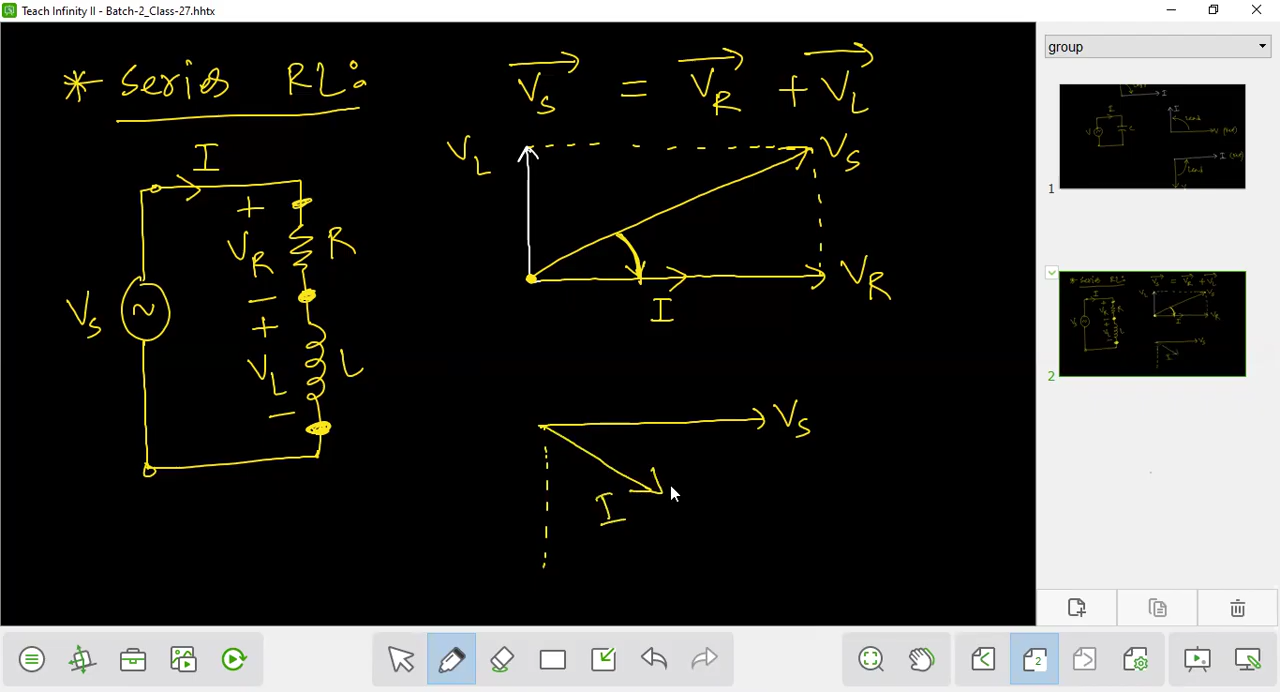 Teach Infinity II - Batch-2_Class-27.hhtx
* Series RL:
VS = VR + VL
I
+
VR
R
−
+
VL
L
−
VS
~
VL
VS
I
VR
VS
I
group
1
2
2